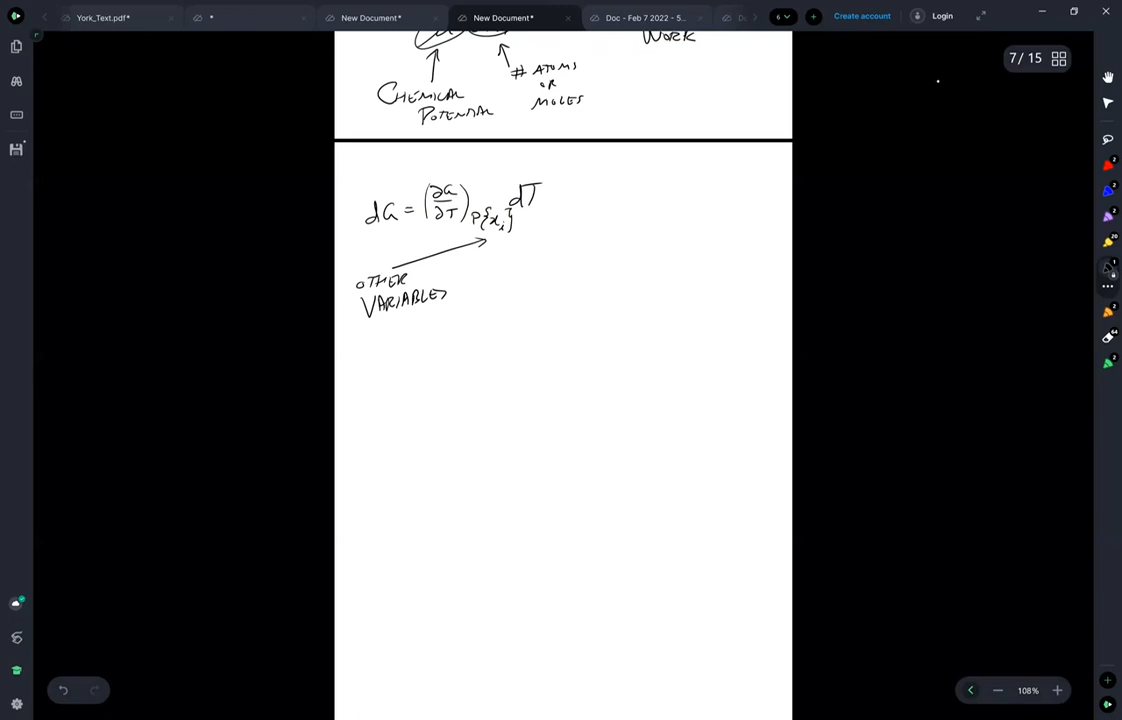 York_Text.pdf*
*
New Document*
New Document*
Doc - Feb 7 2022 - 5...
6
Create account
Login
7/ 15
WORK
# ATOMS
OR
MOLES
CHEMICAL
POTENTIAL
dG = (∂G/∂T)P{xi} dT
OTHER
VARIABLES
108%